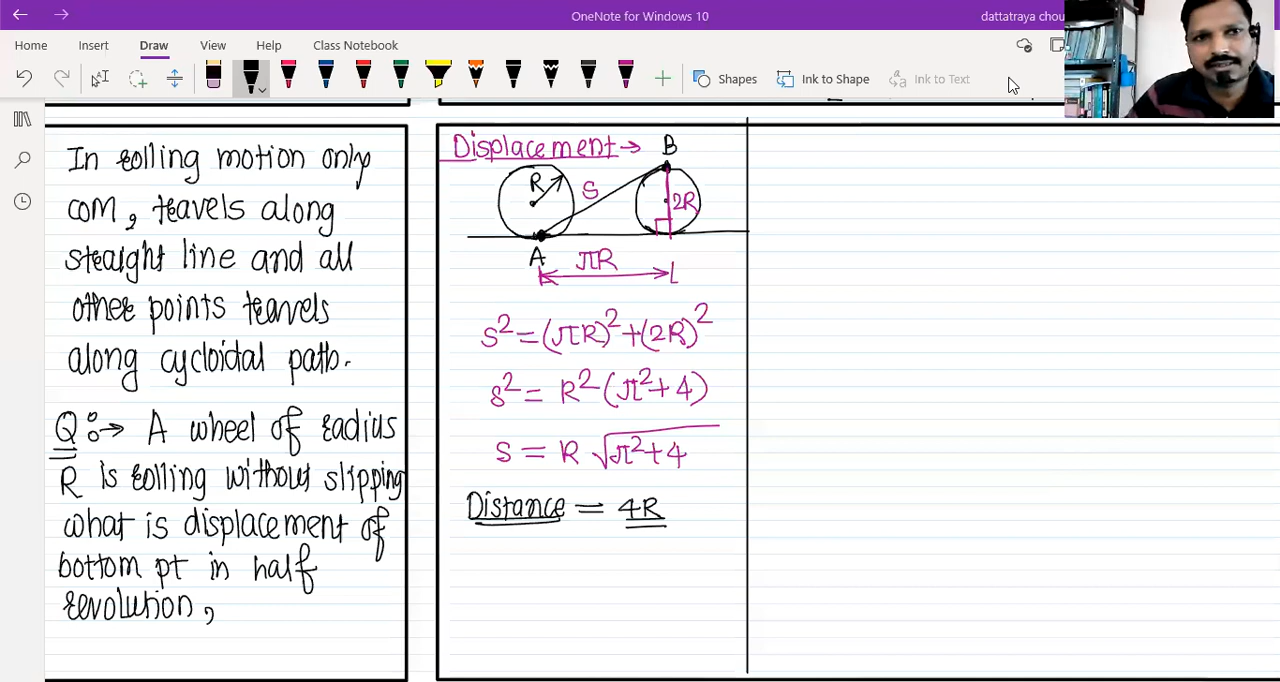 OneNote for Windows 10
dattatraya chou
Home Insert Draw View Help Class Notebook
Shapes Ink to Shape Ink to Text
In rolling motion only
COM, travels along
straight line and all
other points travels
along cycloidal path.
Q:→ A wheel of radius
R is rolling without slipping
what is displacement of
bottom pt in half
revolution,
Displacement→ B
R S 2R
A πR
S²=(πR)²+(2R)²
S²= R²(π²+4)
S = R √π²+4
Distance = 4R